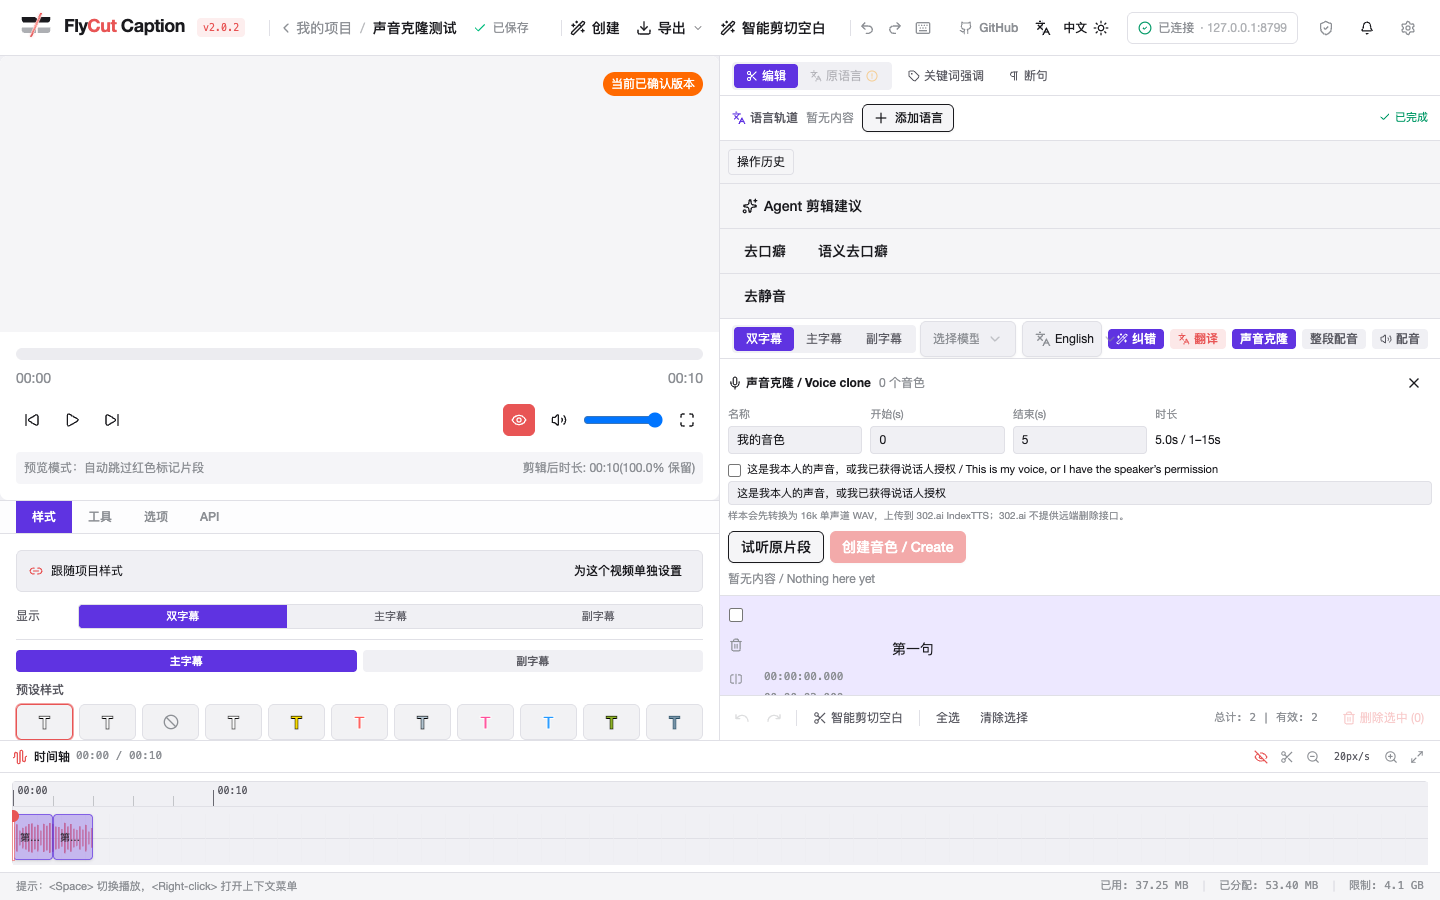 FlyCut Caption v2.0.2 我的项目 / 声音克隆测试 已保存 创建 导出 智能剪切空白 GitHub 中文 已连接 · 127.0.0.1:8799
当前已确认版本
00:00 00:10
预览模式：自动跳过红色标记片段 剪辑后时长: 00:10(100.0% 保留)
样式 工具 选项 API
跟随项目样式 为这个视频单独设置
显示 双字幕 主字幕 副字幕
主字幕 副字幕
预设样式
T T T T T T T T T T
编辑 原语言 关键词强调 断句
语言轨道 暂无内容 添加语言 已完成
操作历史
Agent 剪辑建议
去口癖 语义去口癖
去静音
双字幕 主字幕 副字幕 选择模型 English 纠错 翻译 声音克隆 整段配音 配音
声音克隆 / Voice clone 0 个音色
名称 开始(s) 结束(s) 时长
我的音色 0 5 5.0s / 1–15s
这是我本人的声音，或我已获得说话人授权 / This is my voice, or I have the speaker's permission
这是我本人的声音，或我已获得说话人授权
样本会先转换为 16k 单声道 WAV，上传到 302.ai IndexTTS；302.ai 不提供远端删除接口。
试听原片段 创建音色 / Create
暂无内容 / Nothing here yet
第一句
00:00:00.000
智能剪切空白 全选 清除选择 总计: 2 | 有效: 2 删除选中 (0)
时间轴 00:00 / 00:10 20px/s
00:00 00:10
第... 第...
提示: <Space> 切换播放，<Right-click> 打开上下文菜单 已用: 37.25 MB 已分配: 53.40 MB 限制: 4.1 GB